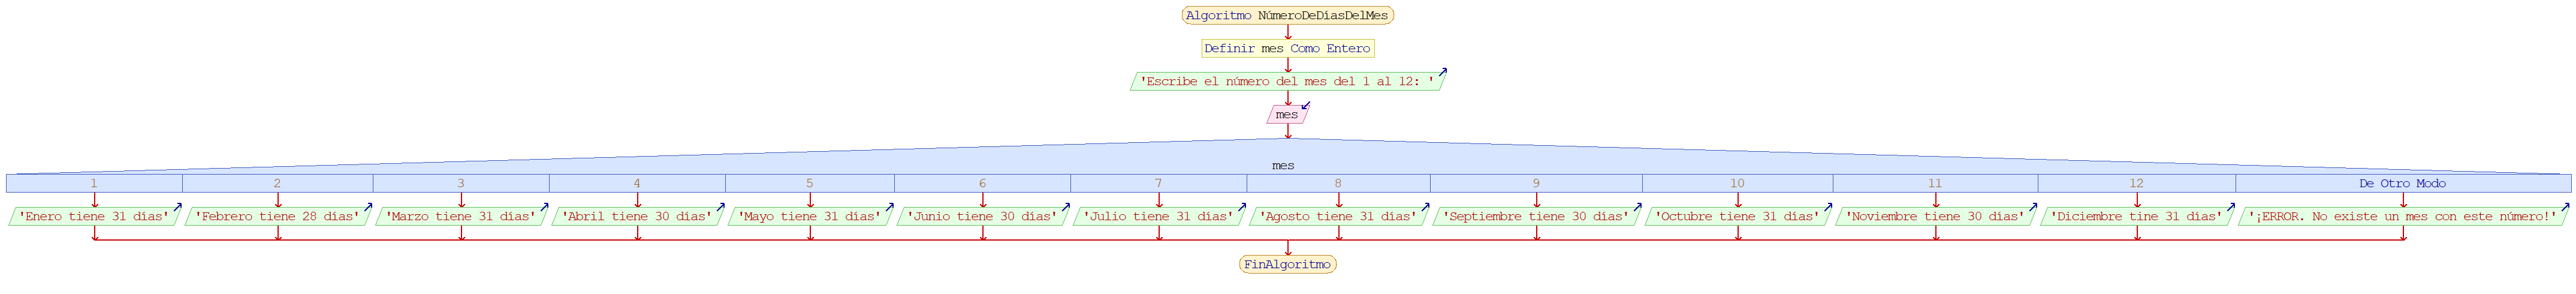 Algoritmo NúmeroDeDíasDelMes
Definir mes Como Entero
'Escribe el número del mes del 1 al 12: '
mes
mes
1 2 3 4 5 6 7 8 9 10 11 12 De Otro Modo
'Enero tiene 31 días' 'Febrero tiene 28 días' 'Marzo tiene 31 días' 'Abril tiene 30 días' 'Mayo tiene 31 días' 'Junio tiene 30 días' 'Julio tiene 31 días' 'Agosto tiene 31 días' 'Septiembre tiene 30 días' 'Octubre tiene 31 días' 'Noviembre tiene 30 días' 'Diciembre tine 31 días' '¡ERROR. No existe un mes con este número!'
FinAlgoritmo